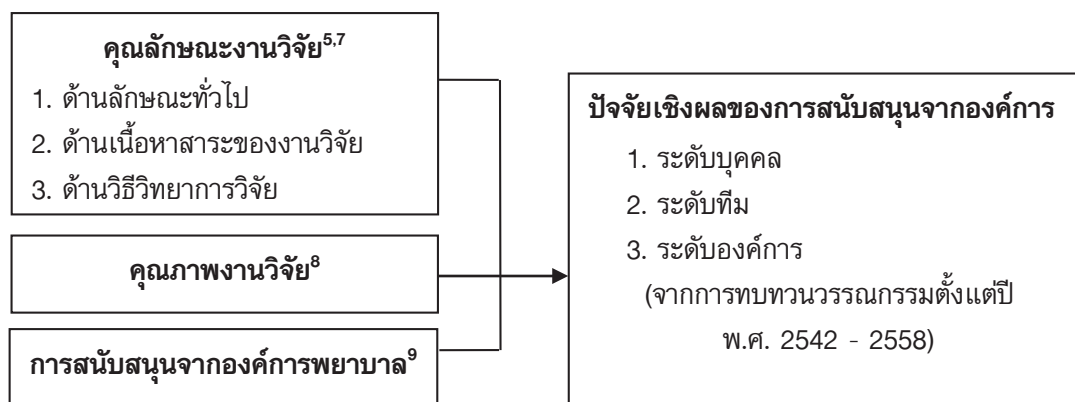 คุณลักษณะงานวิจัย5,7
1. ด้านลักษณะทั่วไป
2. ด้านเนื้อหาสาระของงานวิจัย
3. ด้านวิธีวิทยาการวิจัย
คุณภาพงานวิจัย8
การสนับสนุนจากองค์การพยาบาล9
ปัจจัยเชิงผลของการสนับสนุนจากองค์การ
1. ระดับบุคคล
2. ระดับทีม
3. ระดับองค์การ
(จากการทบทวนวรรณกรรมตั้งแต่ปี
พ.ศ. 2542 - 2558)